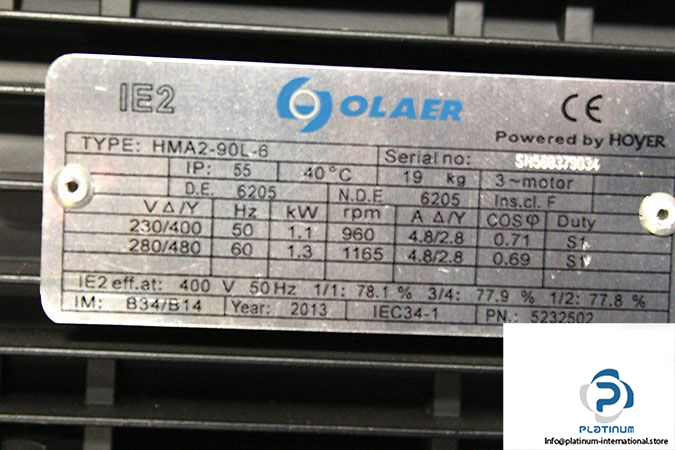 IE2 OLAER CE
Powered by HOYER
TYPE: HMA2-90L-6 Serial no: SH500379034
IP: 55 40°C 19 kg 3~motor
D.E. 6205 N.D.E 6205 Ins.cl. F
V Δ/Y Hz kW rpm A Δ/Y COSφ Duty
230/400 50 1.1 960 4.8/2.8 0.71 S1
280/480 60 1.3 1165 4.8/2.8 0.69 S1
IE2 eff.at: 400 V 50Hz 1/1: 78.1 % 3/4: 77.9 % 1/2: 77.8 %
IM: B34/B14 Year: 2013 IEC34-1 PN.: 5232502
PLATINUM
Email:info@platinum-international.store